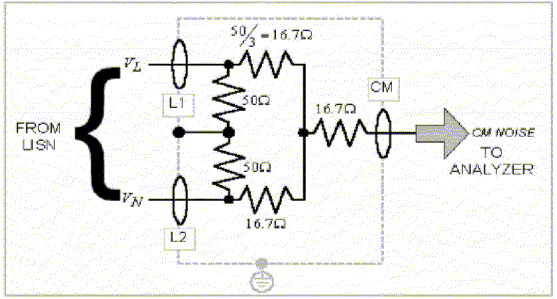 50/3 = 16.7Ω
V_L
CM
L1
50Ω
16.7Ω
FROM
LISN
CM NOISE
TO
ANALYZER
50Ω
V_N
16.7Ω
L2